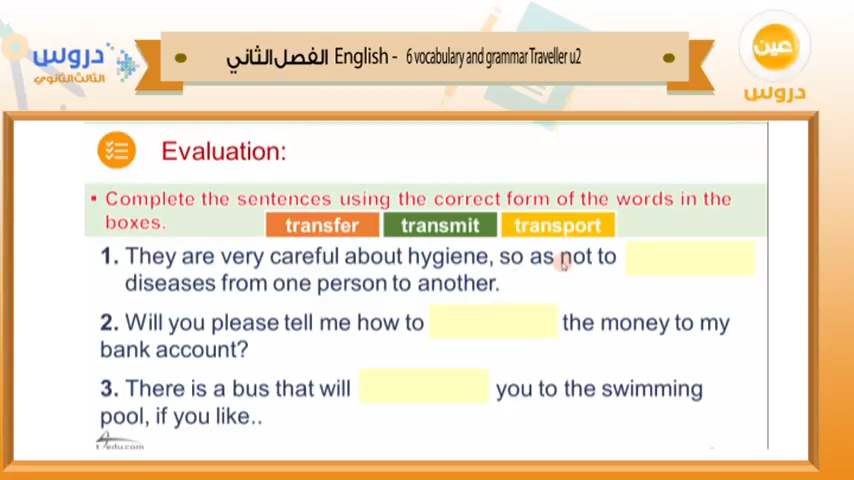 دروس
الثالث الثانوي
الفصل الثاني English - 6 vocabulary and grammar Traveller u2
عين
دروس
Evaluation:
▪ Complete the sentences using the correct form of the words in the
boxes.
transfer transmit transport
1. They are very careful about hygiene, so as not to
diseases from one person to another.
2. Will you please tell me how to the money to my
bank account?
3. There is a bus that will you to the swimming
pool, if you like..